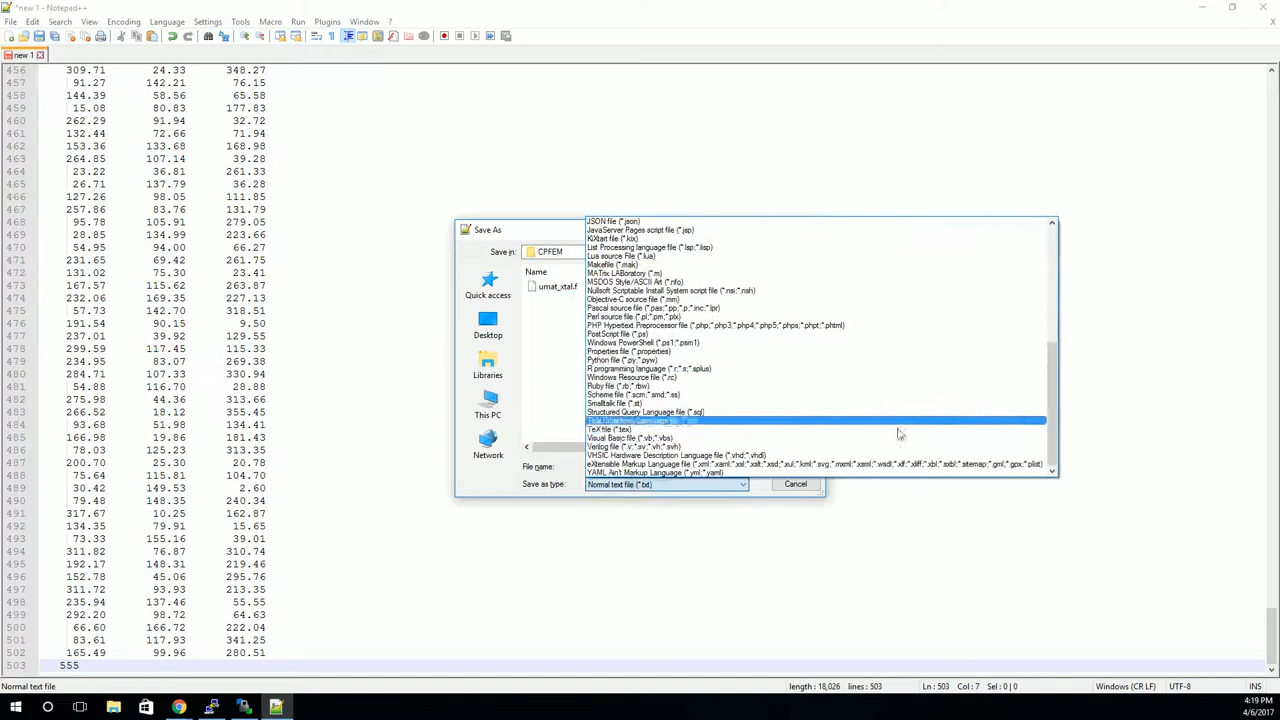 *new 1 - Notepad++
File Edit Search View Encoding Language Settings Tools Macro Run Plugins Window ?
X
new 1
456 309.71 24.33 348.27
457 91.27 142.21 76.15
458 144.39 58.56 65.58
459 15.08 80.83 177.83
460 262.29 91.94 32.72
461 132.44 72.66 71.94
462 153.36 133.68 168.98
463 264.85 107.14 39.28
464 23.22 36.81 261.33
465 26.71 137.79 36.28
466 127.26 98.05 111.85
467 257.86 83.76 131.79
468 95.78 105.91 279.05
469 28.85 134.99 223.66
470 54.95 94.00 66.27
471 231.65 69.42 261.75
472 131.02 75.30 23.41
473 167.57 115.62 263.87
474 232.06 169.35 227.13
475 57.73 142.70 318.51
476 191.54 90.15 9.50
477 237.01 39.92 129.55
478 299.59 117.45 115.33
479 234.95 83.07 269.38
480 284.71 107.33 330.94
481 54.88 116.70 28.88
482 275.98 44.36 313.66
483 266.52 18.12 355.45
484 93.68 51.98 134.41
485 166.98 19.86 181.43
486 78.03 125.23 313.35
487 200.70 25.30 20.78
488 75.64 115.81 104.70
489 30.42 149.53 2.60
490 79.48 148.35 240.34
491 317.67 10.25 162.87
492 134.35 79.91 15.65
493 73.33 155.16 39.01
494 311.82 76.87 310.74
495 192.17 148.31 219.46
496 152.78 45.06 295.76
497 311.72 93.93 213.35
498 235.94 137.46 55.55
499 292.20 98.72 64.63
500 66.60 166.72 222.04
501 83.61 117.93 341.25
502 165.49 99.96 280.51
503 555
Save As
Save in: CPFEM
Quick access
Desktop
Libraries
This PC
Network
Name
umat_xtal.f
File name:
Save as type: Normal text file (*.txt)
Cancel
JSON file (*.json)
JavaServer Pages script file (*.jsp)
KiXtart file (*.kix)
List Processing language file (*.lsp;*.lisp)
Lua source File (*.lua)
Makefile (*.mak)
MATrix LABoratory (*.m)
MSDOS Style/ASCII Art (*.nfo)
Nullsoft Scriptable Install System script file (*.nsi;*.nsh)
Objective-C source file (*.mm)
Pascal source file (*.pas;*.pp;*.p;*.inc;*.lpr)
Perl source file (*.pl;*.pm;*.plx)
PHP Hypertext Preprocessor file (*.php;*.php3;*.php4;*.php5;*.phps;*.phpt;*.phtml)
PostScript file (*.ps)
Windows PowerShell (*.ps1;*.psm1)
Properties file (*.properties)
Python file (*.py;*.pyw)
R programming language (*.r;*.s;*.splus)
Windows Resource file (*.rc)
Ruby file (*.rb;*.rbw)
Scheme file (*.scm;*.smd;*.ss)
Smalltalk file (*.st)
Structured Query Language file (*.sql)
TeX file (*.tex)
Visual Basic file (*.vb;*.vbs)
Verilog file (*.v;*.sv;*.vh;*.svh)
VHSIC Hardware Description Language file (*.vhd;*.vhdl)
eXtensible Markup Language file (*.xml;*.xaml;*.xsl;*.xslt;*.xsd;*.xul;*.kml;*.svg;*.mxml;*.xaml;*.wsdl;*.xlf;*.xliff;*.xbl;*.sxbl;*.sitemap;*.gml;*.gpx;*.plist)
YAML Ain't Markup Language (*.yml;*.yaml)
Normal text file
length : 18,026 lines : 503
Ln : 503 Col : 7 Sel : 0 | 0
Windows (CR LF)
UTF-8
INS
4:19 PM
4/6/2017